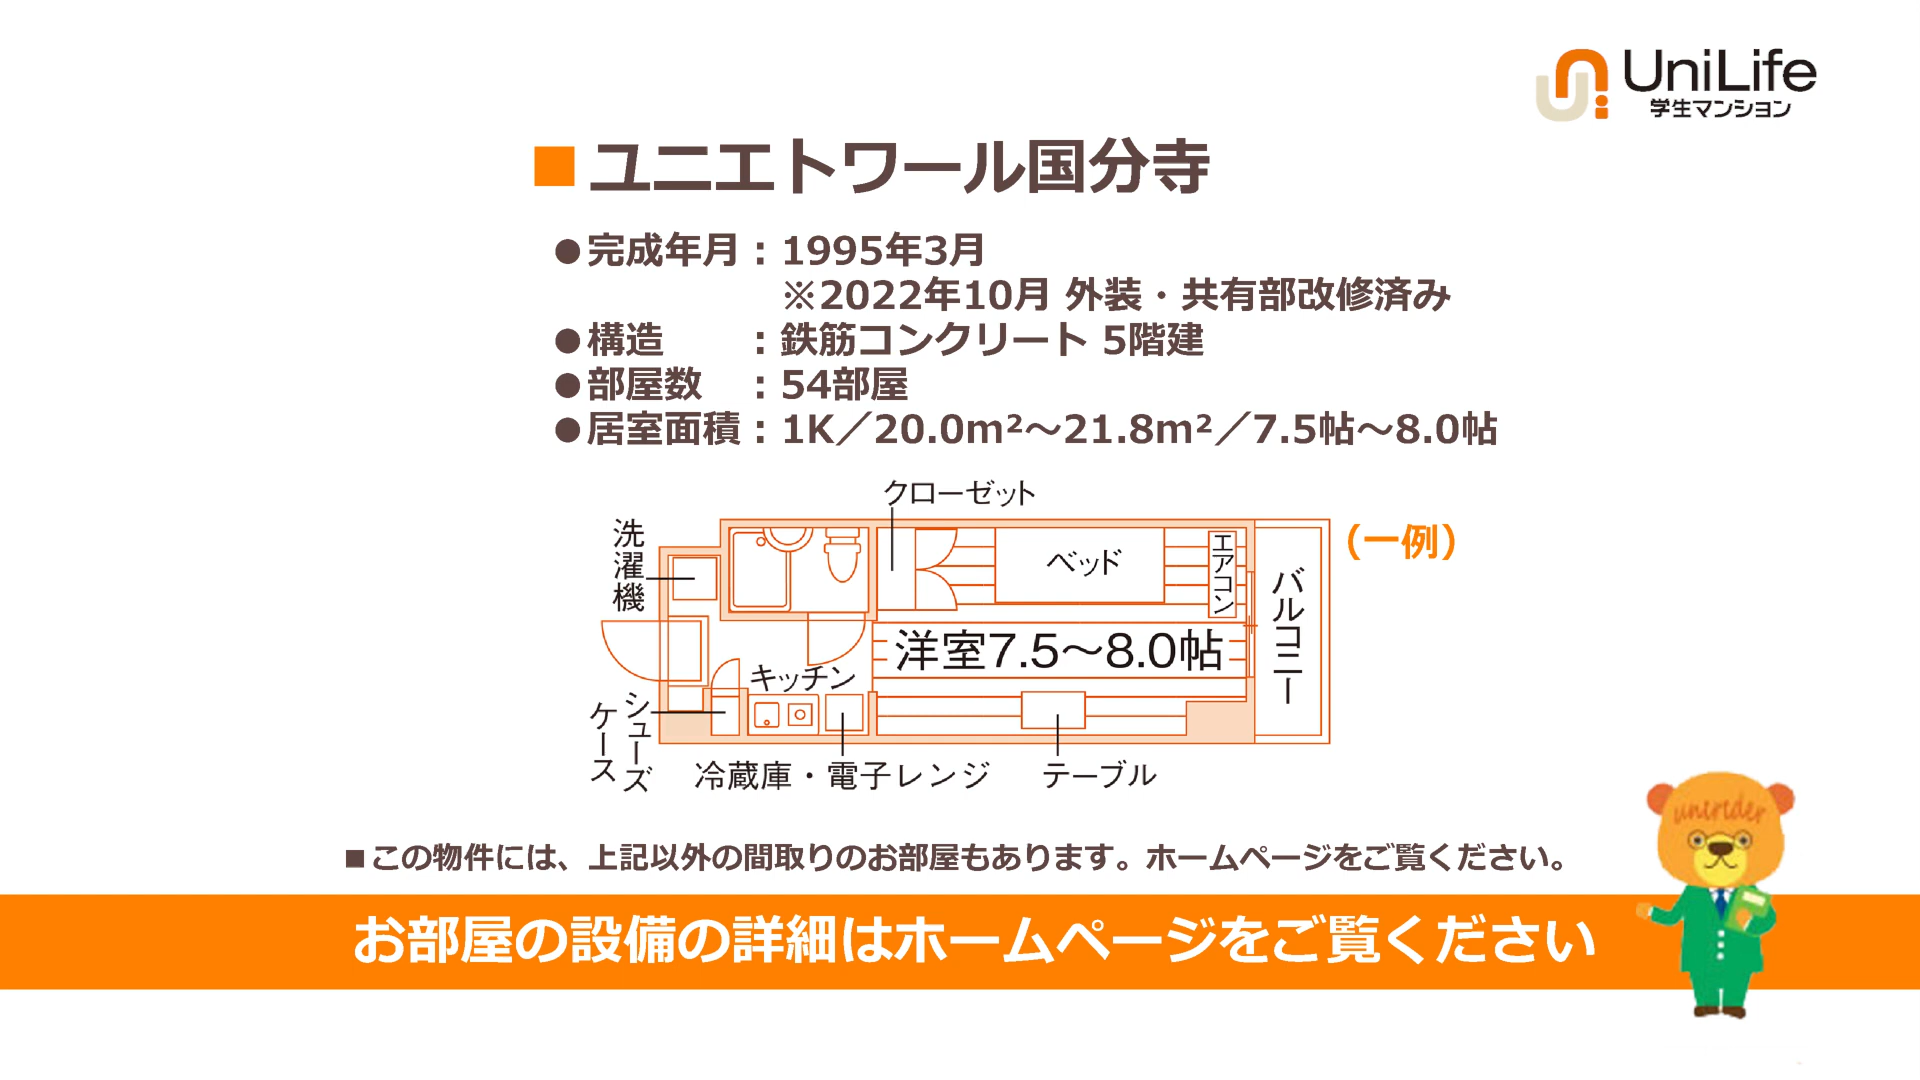 UniLife
学生マンション
■ユニエトワール国分寺
●完成年月：1995年3月
※2022年10月 外装・共有部改修済み
●構造　　：鉄筋コンクリート 5階建
●部屋数　：54部屋
●居室面積：1K／20.0m²～21.8m²／7.5帖～8.0帖
クローゼット
（一例）
洗濯機
ベッド
エアコン
バルコニー
洋室7.5～8.0帖
キッチン
シューズ
ケース
冷蔵庫・電子レンジ
テーブル
unirider
■この物件には、上記以外の間取りのお部屋もあります。ホームページをご覧ください。
お部屋の設備の詳細はホームページをご覧ください